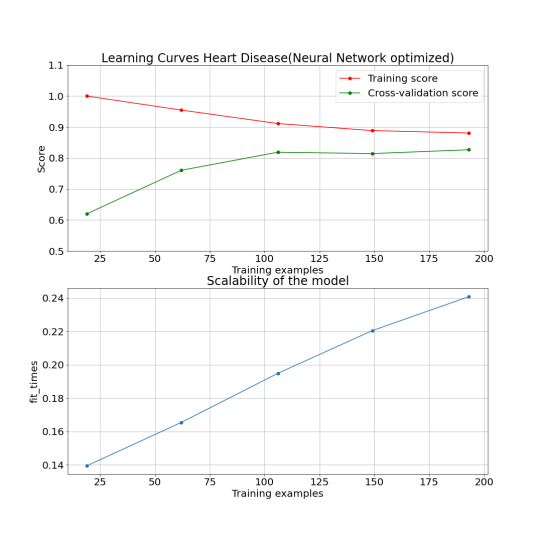 Learning Curves Heart Disease(Neural Network optimized)
1.1
1.0
0.9
0.8
0.7
0.6
0.5
Score
Training score
Cross-validation score
25 50 75 100 125 150 175 200
Training examples
Scalability of the model
0.24
0.22
0.20
0.18
0.16
0.14
fit_times
25 50 75 100 125 150 175 200
Training examples